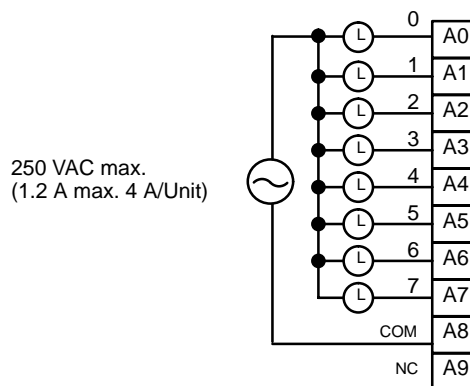 0 L A0
1 L A1
2 L A2
3 L A3
250 VAC max.
(1.2 A max. 4 A/Unit)
4 L A4
5 L A5
6 L A6
7 L A7
COM A8
NC A9